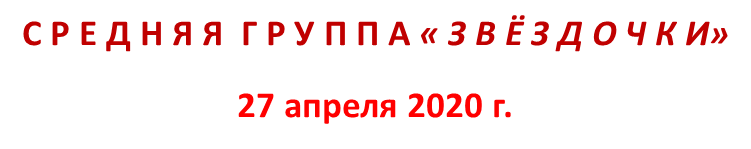 С Р Е Д Н Я Я Г Р У П П А « З В Ё З Д О Ч К И»
27 апреля 2020 г.